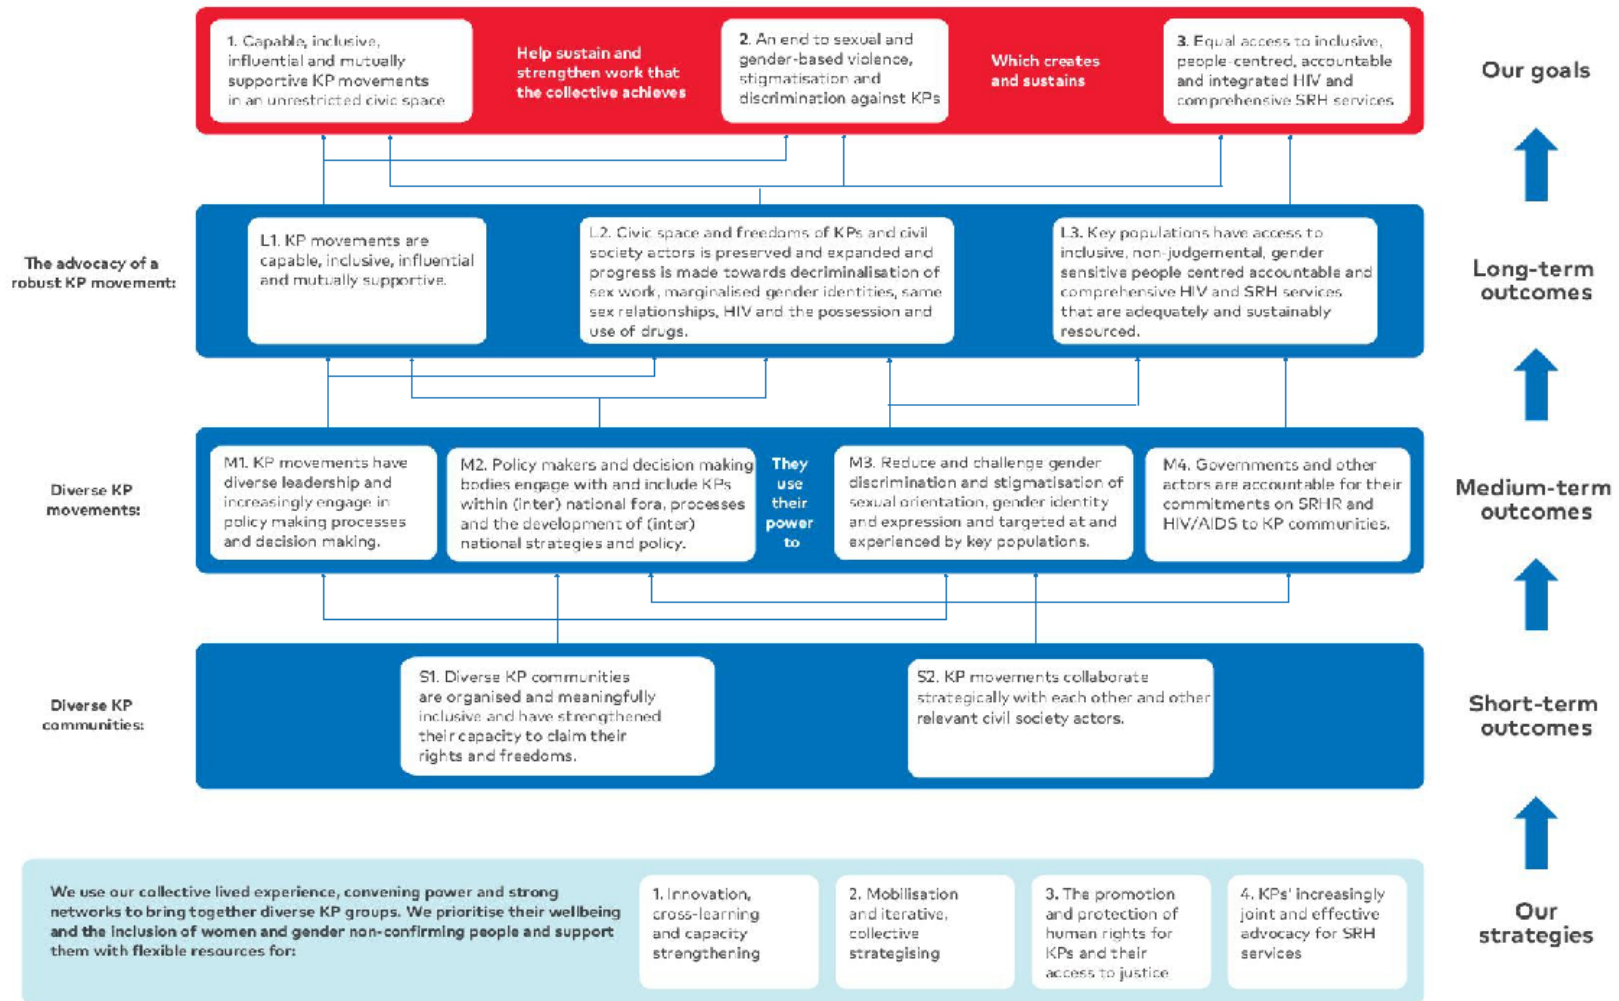 1. Capable, inclusive,
influential and mutually
supportive KP movements
in an unrestricted civic space
Help sustain and
strengthen work that
the collective achieves
2. An end to sexual and
gender-based violence,
stigmatisation and
discrimination against KPs
Which creates
and sustains
3. Equal access to inclusive,
people-centred, accountable
and integrated HIV and
comprehensive SRH services
Our goals
The advocacy of a
robust KP movement:
L1. KP movements are
capable, inclusive, influential
and mutually supportive.
L2. Civic space and freedoms of KPs and civil
society actors is preserved and expanded and
progress is made towards decriminalisation of
sex work, marginalised gender identities, same
sex relationships, HIV and the possession and
use of drugs.
L3. Key populations have access to
inclusive, non-judgemental, gender
sensitive people centred accountable and
comprehensive HIV and SRH services
that are adequately and sustainably
resourced.
Long-term
outcomes
Diverse KP
movements:
M1. KP movements have
diverse leadership and
increasingly engage in
policy making processes
and decision making.
M2. Policy makers and decision making
bodies engage with and include KPs
within (inter) national fora, processes
and the development of (inter)
national strategies and policy.
They
use
their
power
to
M3. Reduce and challenge gender
discrimination and stigmatisation of
sexual orientation, gender identity
and expression and targeted at and
experienced by key populations.
M4. Governments and other
actors are accountable for their
commitments on SRHR and
HIV/AIDS to KP communities.
Medium-term
outcomes
Diverse KP
communities:
S1. Diverse KP communities
are organised and meaningfully
inclusive and have strengthened
their capacity to claim their
rights and freedoms.
S2. KP movements collaborate
strategically with each other and other
relevant civil society actors.
Short-term
outcomes
We use our collective lived experience, convening power and strong
networks to bring together diverse KP groups. We prioritise their wellbeing
and the inclusion of women and gender non-confirming people and support
them with flexible resources for:
1. Innovation,
cross-learning
and capacity
strengthening
2. Mobilisation
and iterative,
collective
strategising
3. The promotion
and protection of
human rights for
KPs and their
access to justice
4. KPs' increasingly
joint and effective
advocacy for SRH
services
Our
strategies